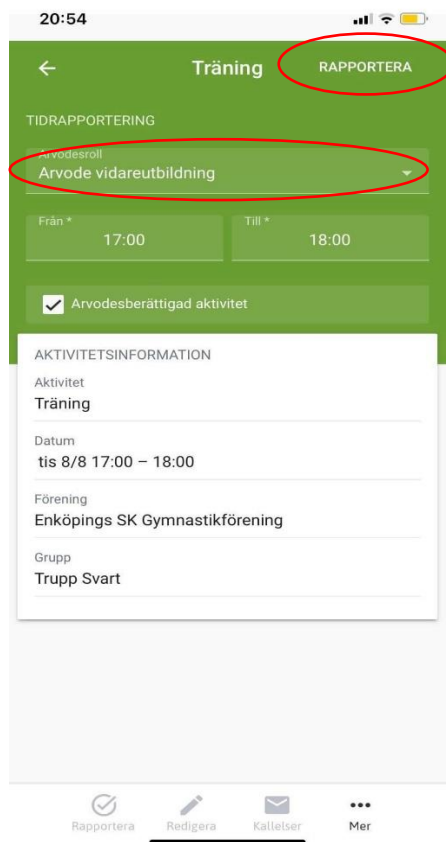 20:54
Träning
RAPPORTERA
TIDRAPPORTERING
Arvodesroll
Arvode vidareutbildning
Från * Till *
17:00 18:00
Arvodesberättigad aktivitet
AKTIVITETSINFORMATION
Aktivitet
Träning
Datum
tis 8/8 17:00 – 18:00
Förening
Enköpings SK Gymnastikförening
Grupp
Trupp Svart
Rapportera Redigera Kallelser Mer